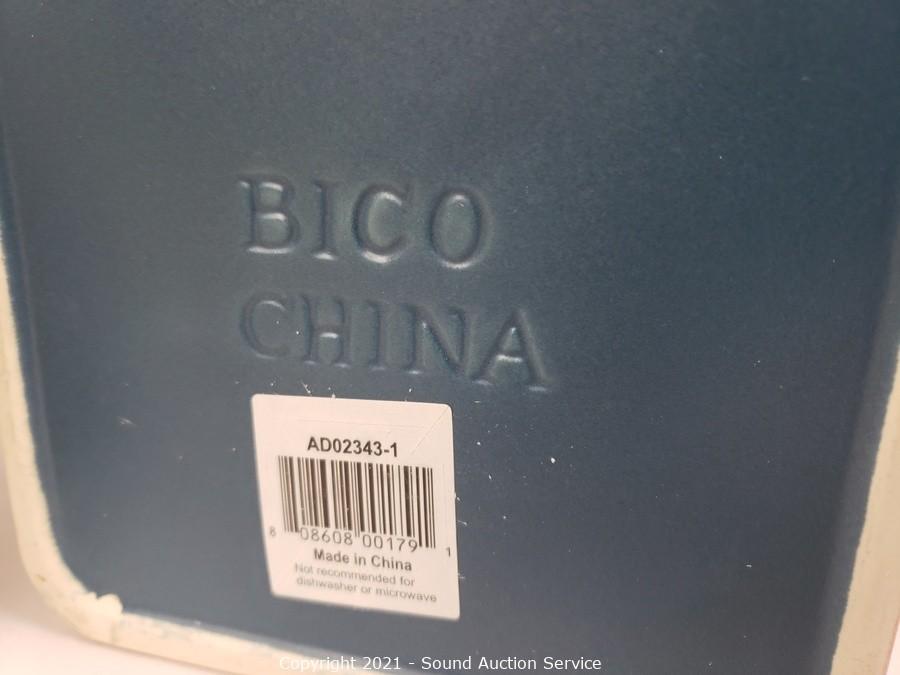 BICO
CHINA
AD02343-1
8 08608 00179 1
Made in China
Not recommended for
dishwasher or microwave
Copyright 2021 - Sound Auction Service